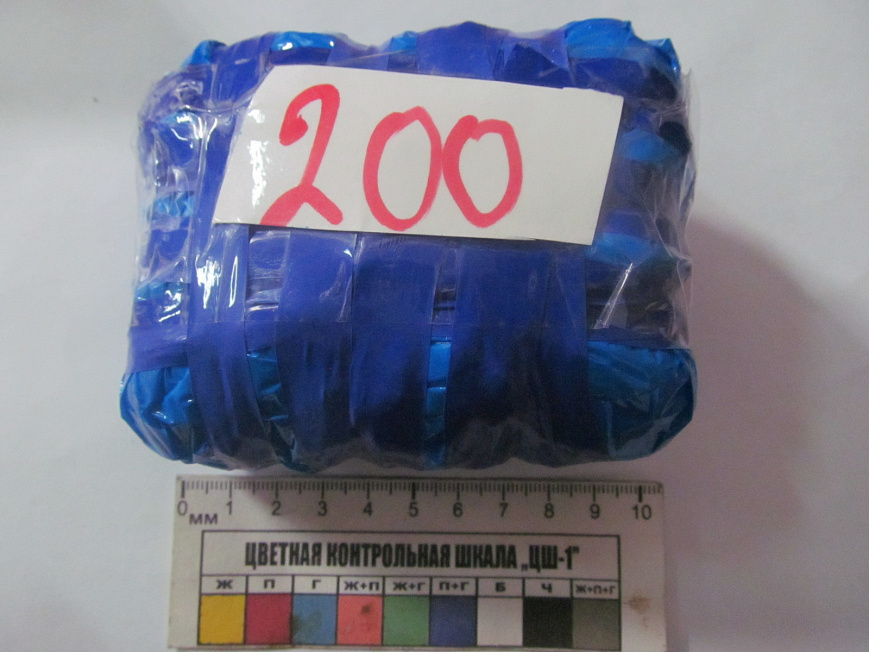 200
0 1 2 3 4 5 6 7 8 9 10
мм
ЦВЕТНАЯ КОНТРОЛЬНАЯ ШКАЛА „ЦШ-1"
Ж П Г Ж+П Ж+Г П+Г Б Ч Ж+П+Г